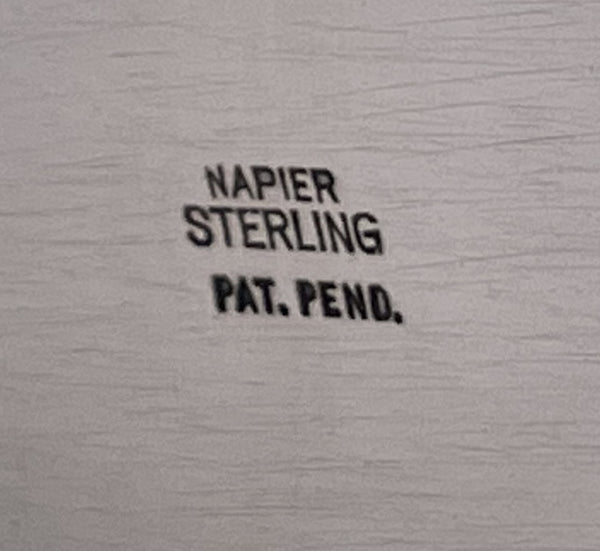 NAPIER
STERLING
PAT. PEND.